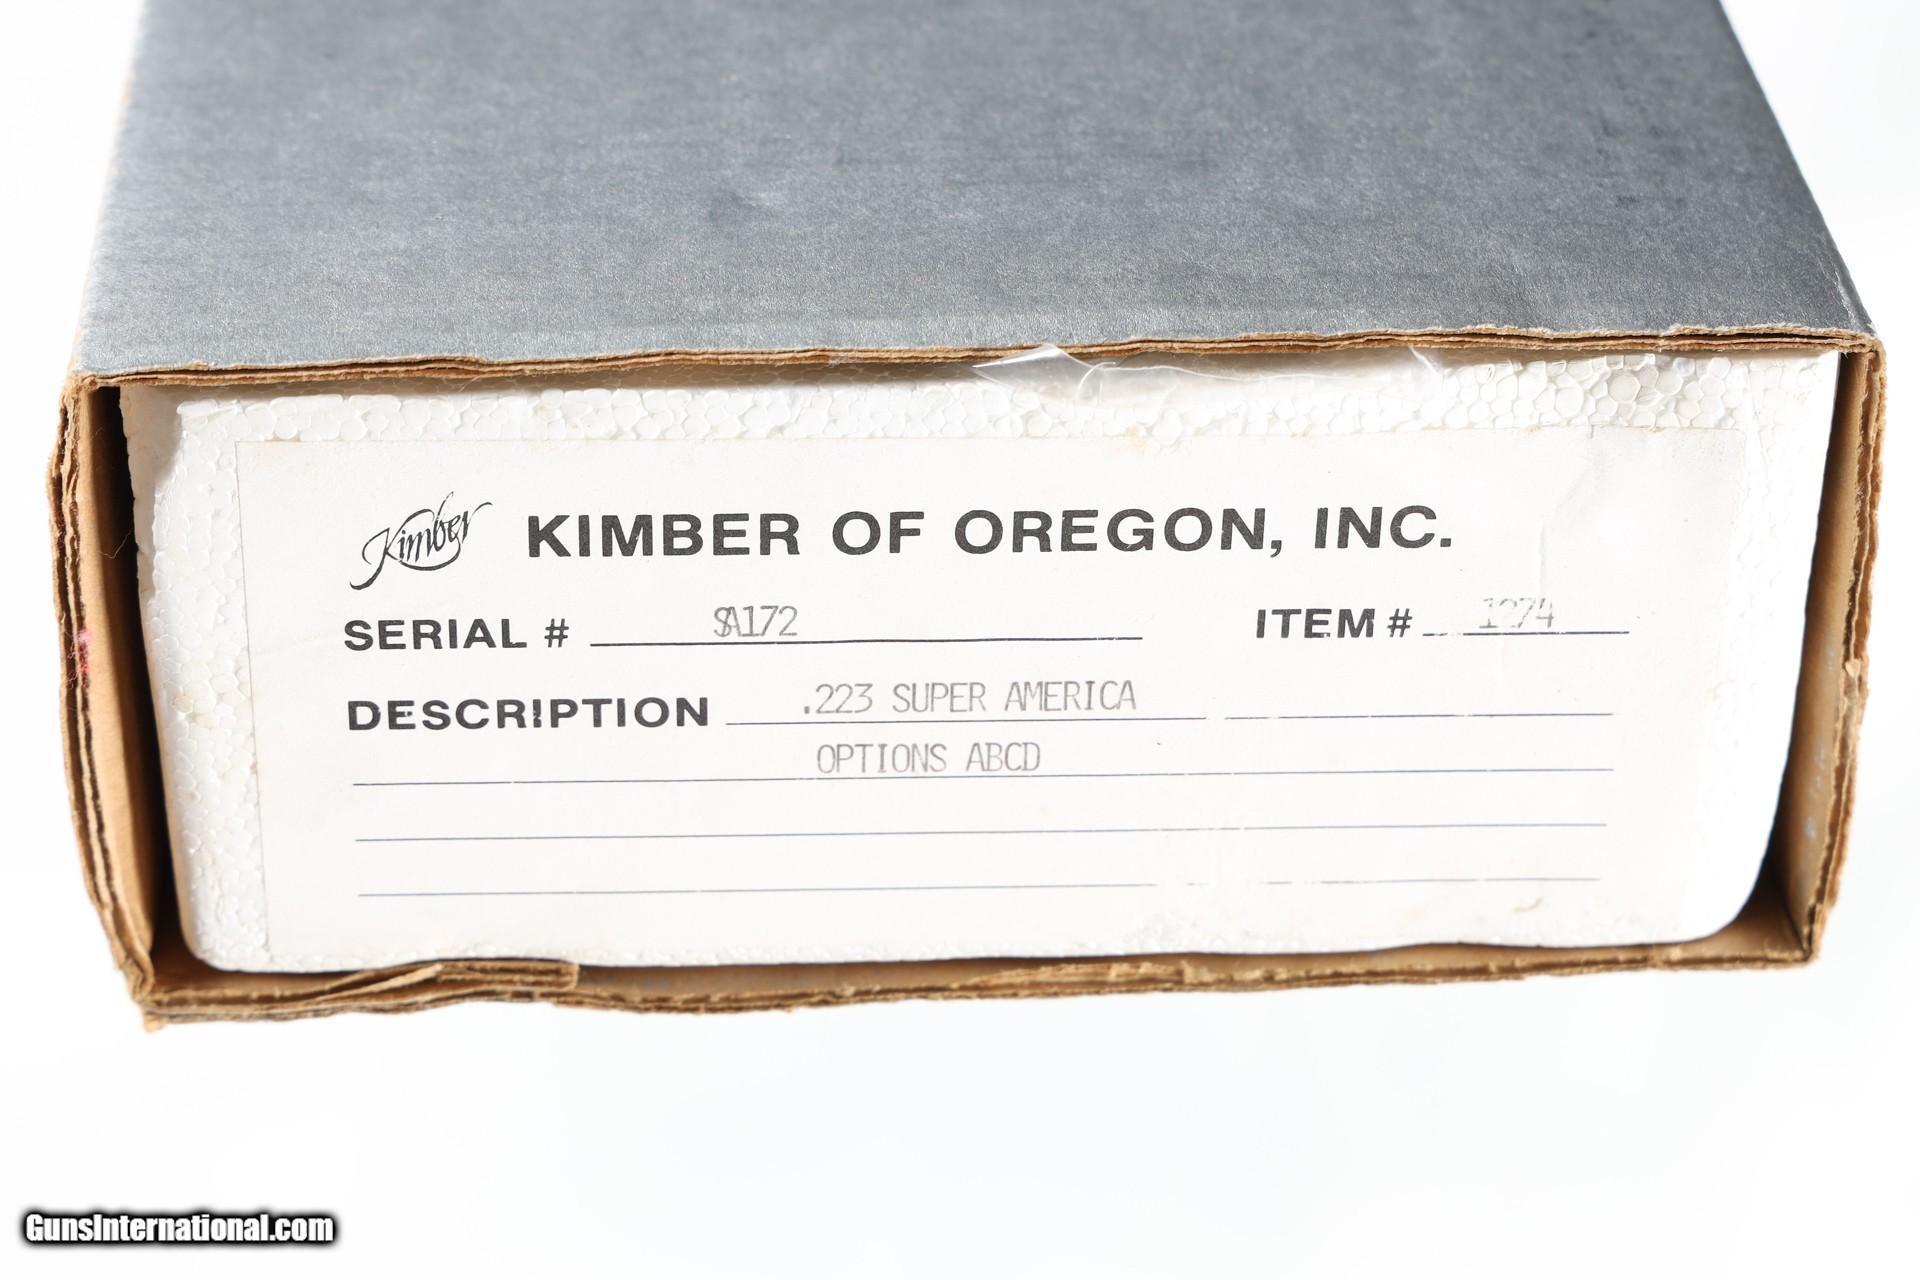 Kimber KIMBER OF OREGON, INC.
SERIAL # SA172 ITEM # 1274
DESCRIPTION .223 SUPER AMERICA
OPTIONS ABCD
GunsInternational.com